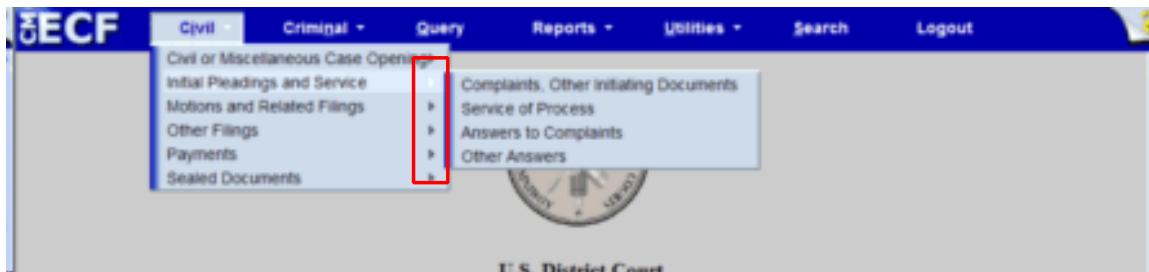 CM ECF Civil Criminal Query Reports Utilities Search Logout
Civil or Miscellaneous Case Opening
Initial Pleadings and Service
Motions and Related Filings
Other Filings
Payments
Sealed Documents
Complaints, Other Initiating Documents
Service of Process
Answers to Complaints
Other Answers
U.S. District Court